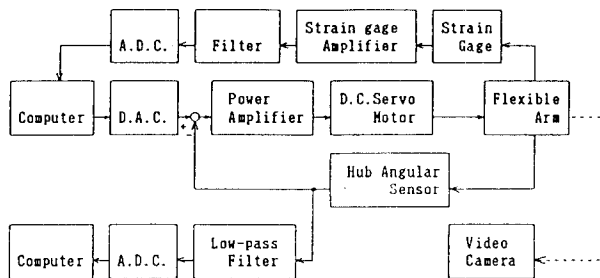 A.D.C.
Filter
Strain gage
Amplifier
Strain
Gage
Computer
D.A.C.
Power
Amplifier
D.C.Servo
Motor
Flexible
Arm
Hub Angular
Sensor
Computer
A.D.C.
Low-pass
Filter
Video
Camera